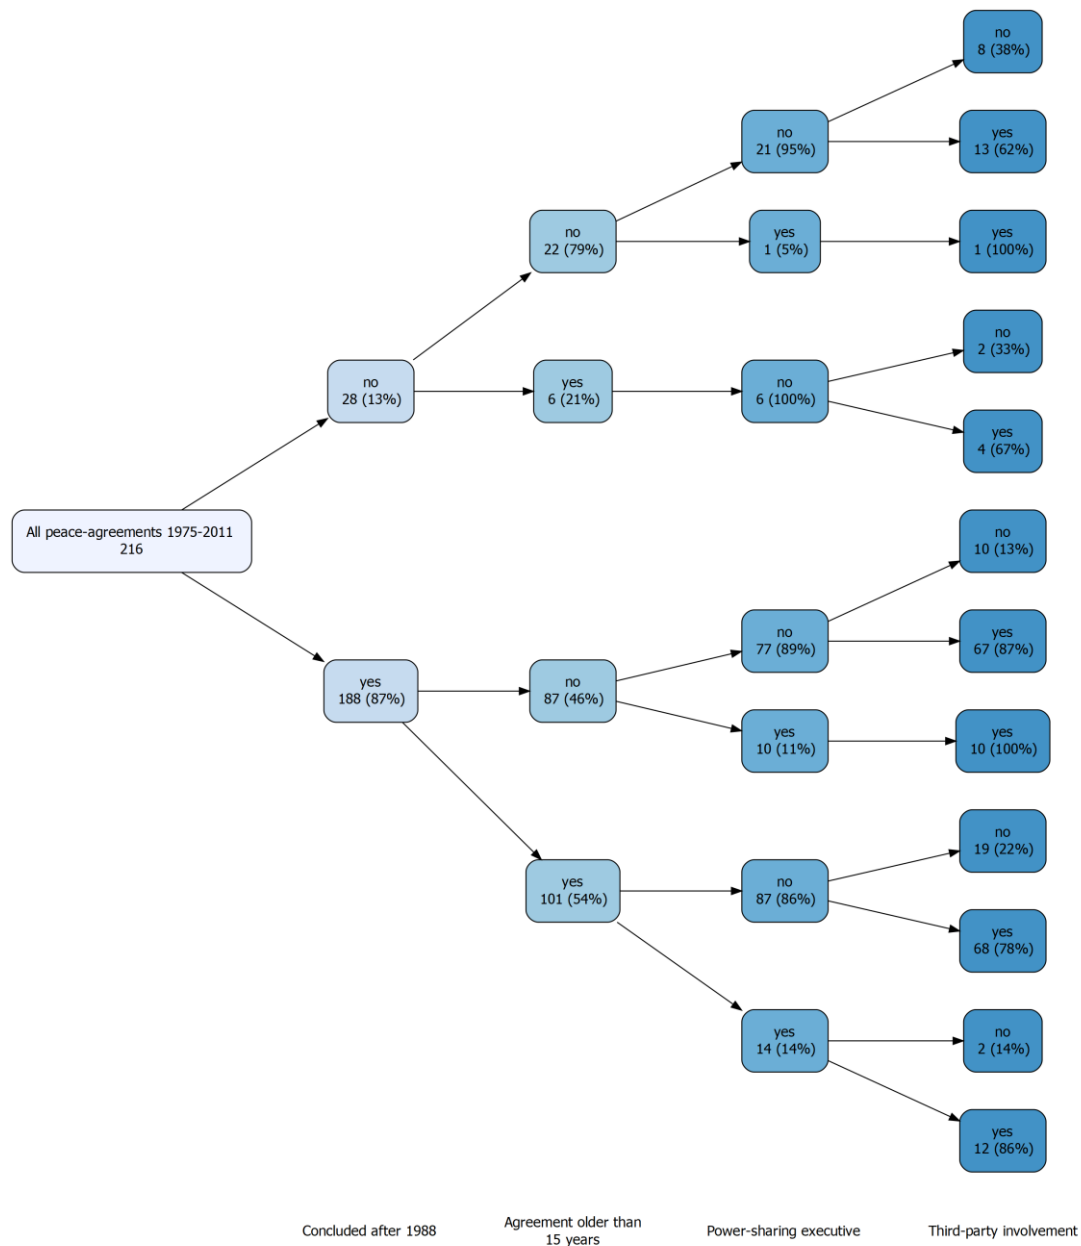 no
8 (38%)
no
21 (95%)
yes
13 (62%)
no
22 (79%)
yes
1 (5%)
yes
1 (100%)
no
2 (33%)
no
28 (13%)
yes
6 (21%)
no
6 (100%)
yes
4 (67%)
All peace-agreements 1975-2011
216
no
10 (13%)
no
77 (89%)
yes
67 (87%)
yes
188 (87%)
no
87 (46%)
yes
10 (11%)
yes
10 (100%)
no
19 (22%)
yes
101 (54%)
no
87 (86%)
yes
68 (78%)
yes
14 (14%)
no
2 (14%)
yes
12 (86%)
Concluded after 1988
Agreement older than
15 years
Power-sharing executive
Third-party involvement